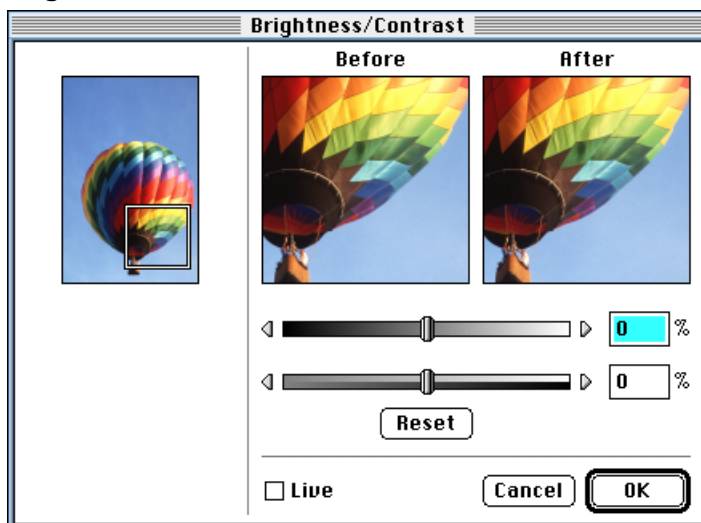 Brightness/Contrast
Before After
0 %
0 %
Reset
Live Cancel OK